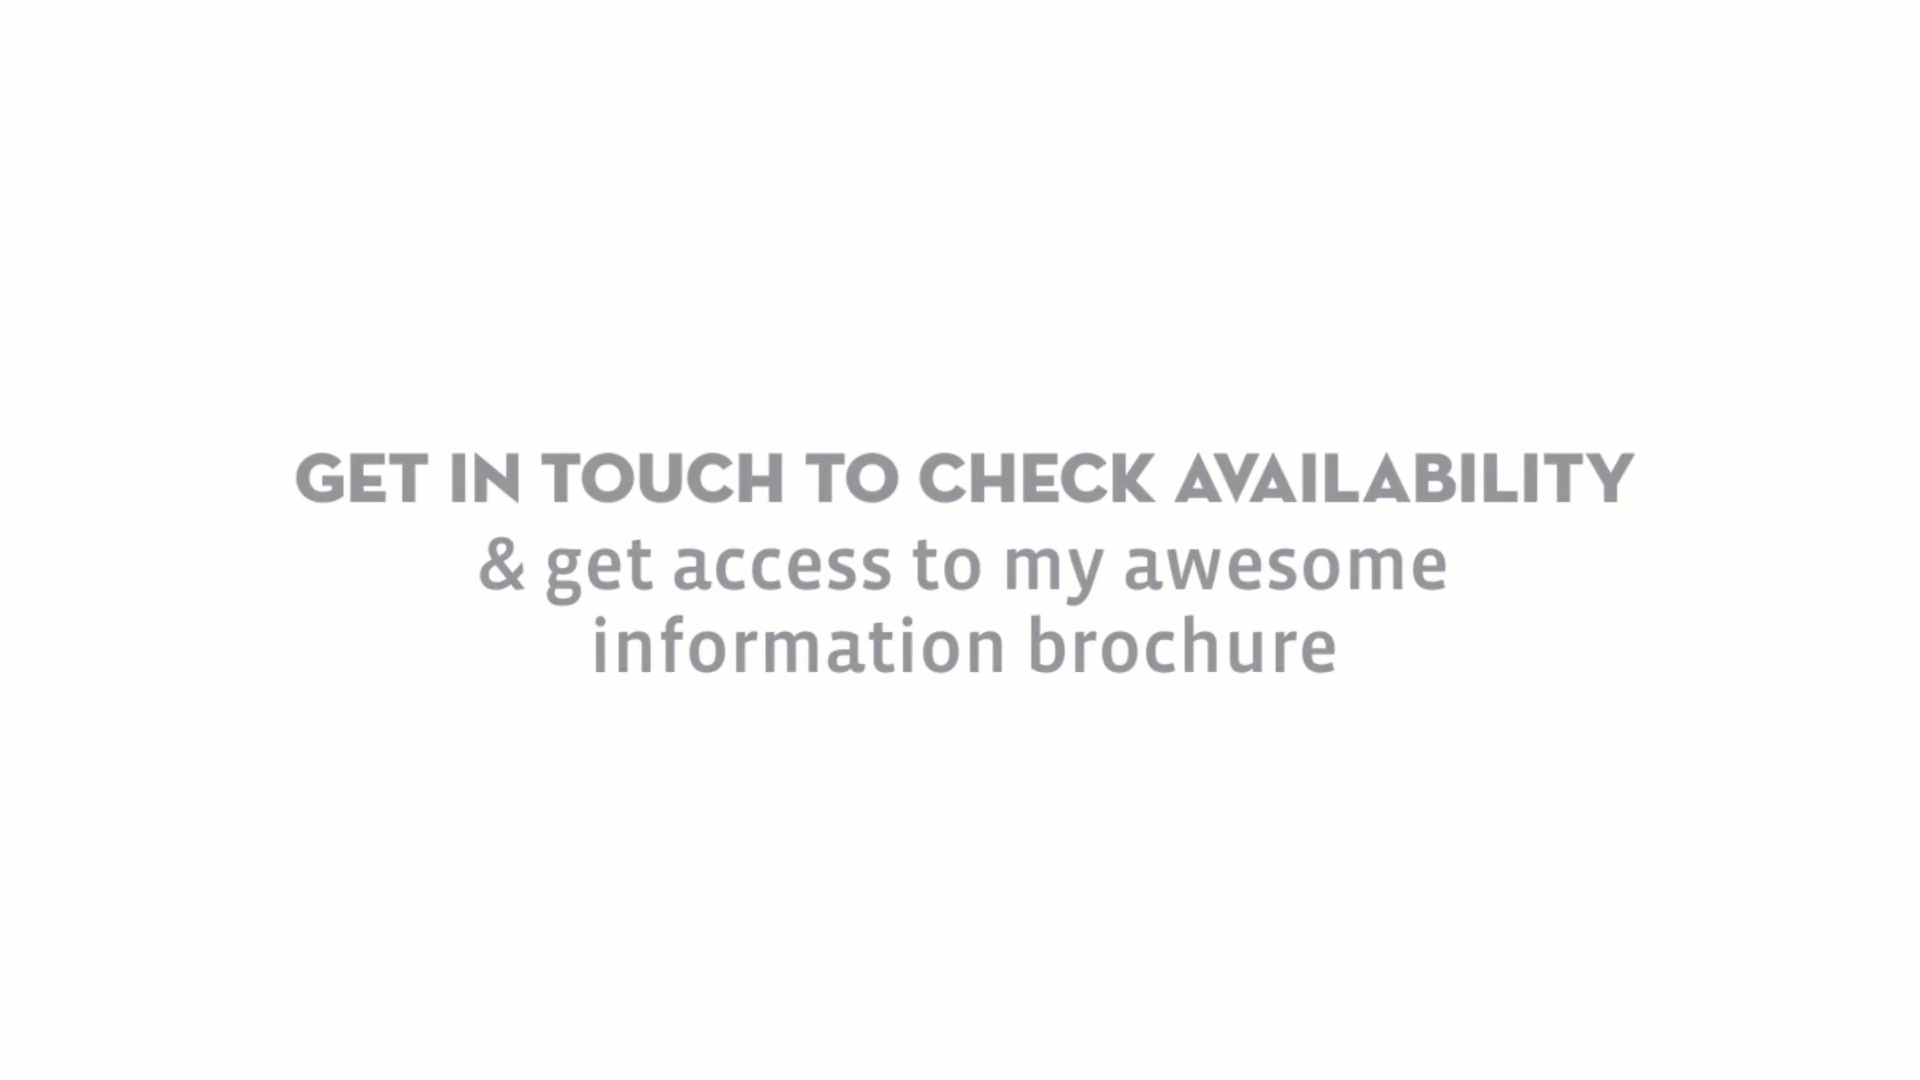 GET IN TOUCH TO CHECK AVAILABILITY
& get access to my awesome
information brochure